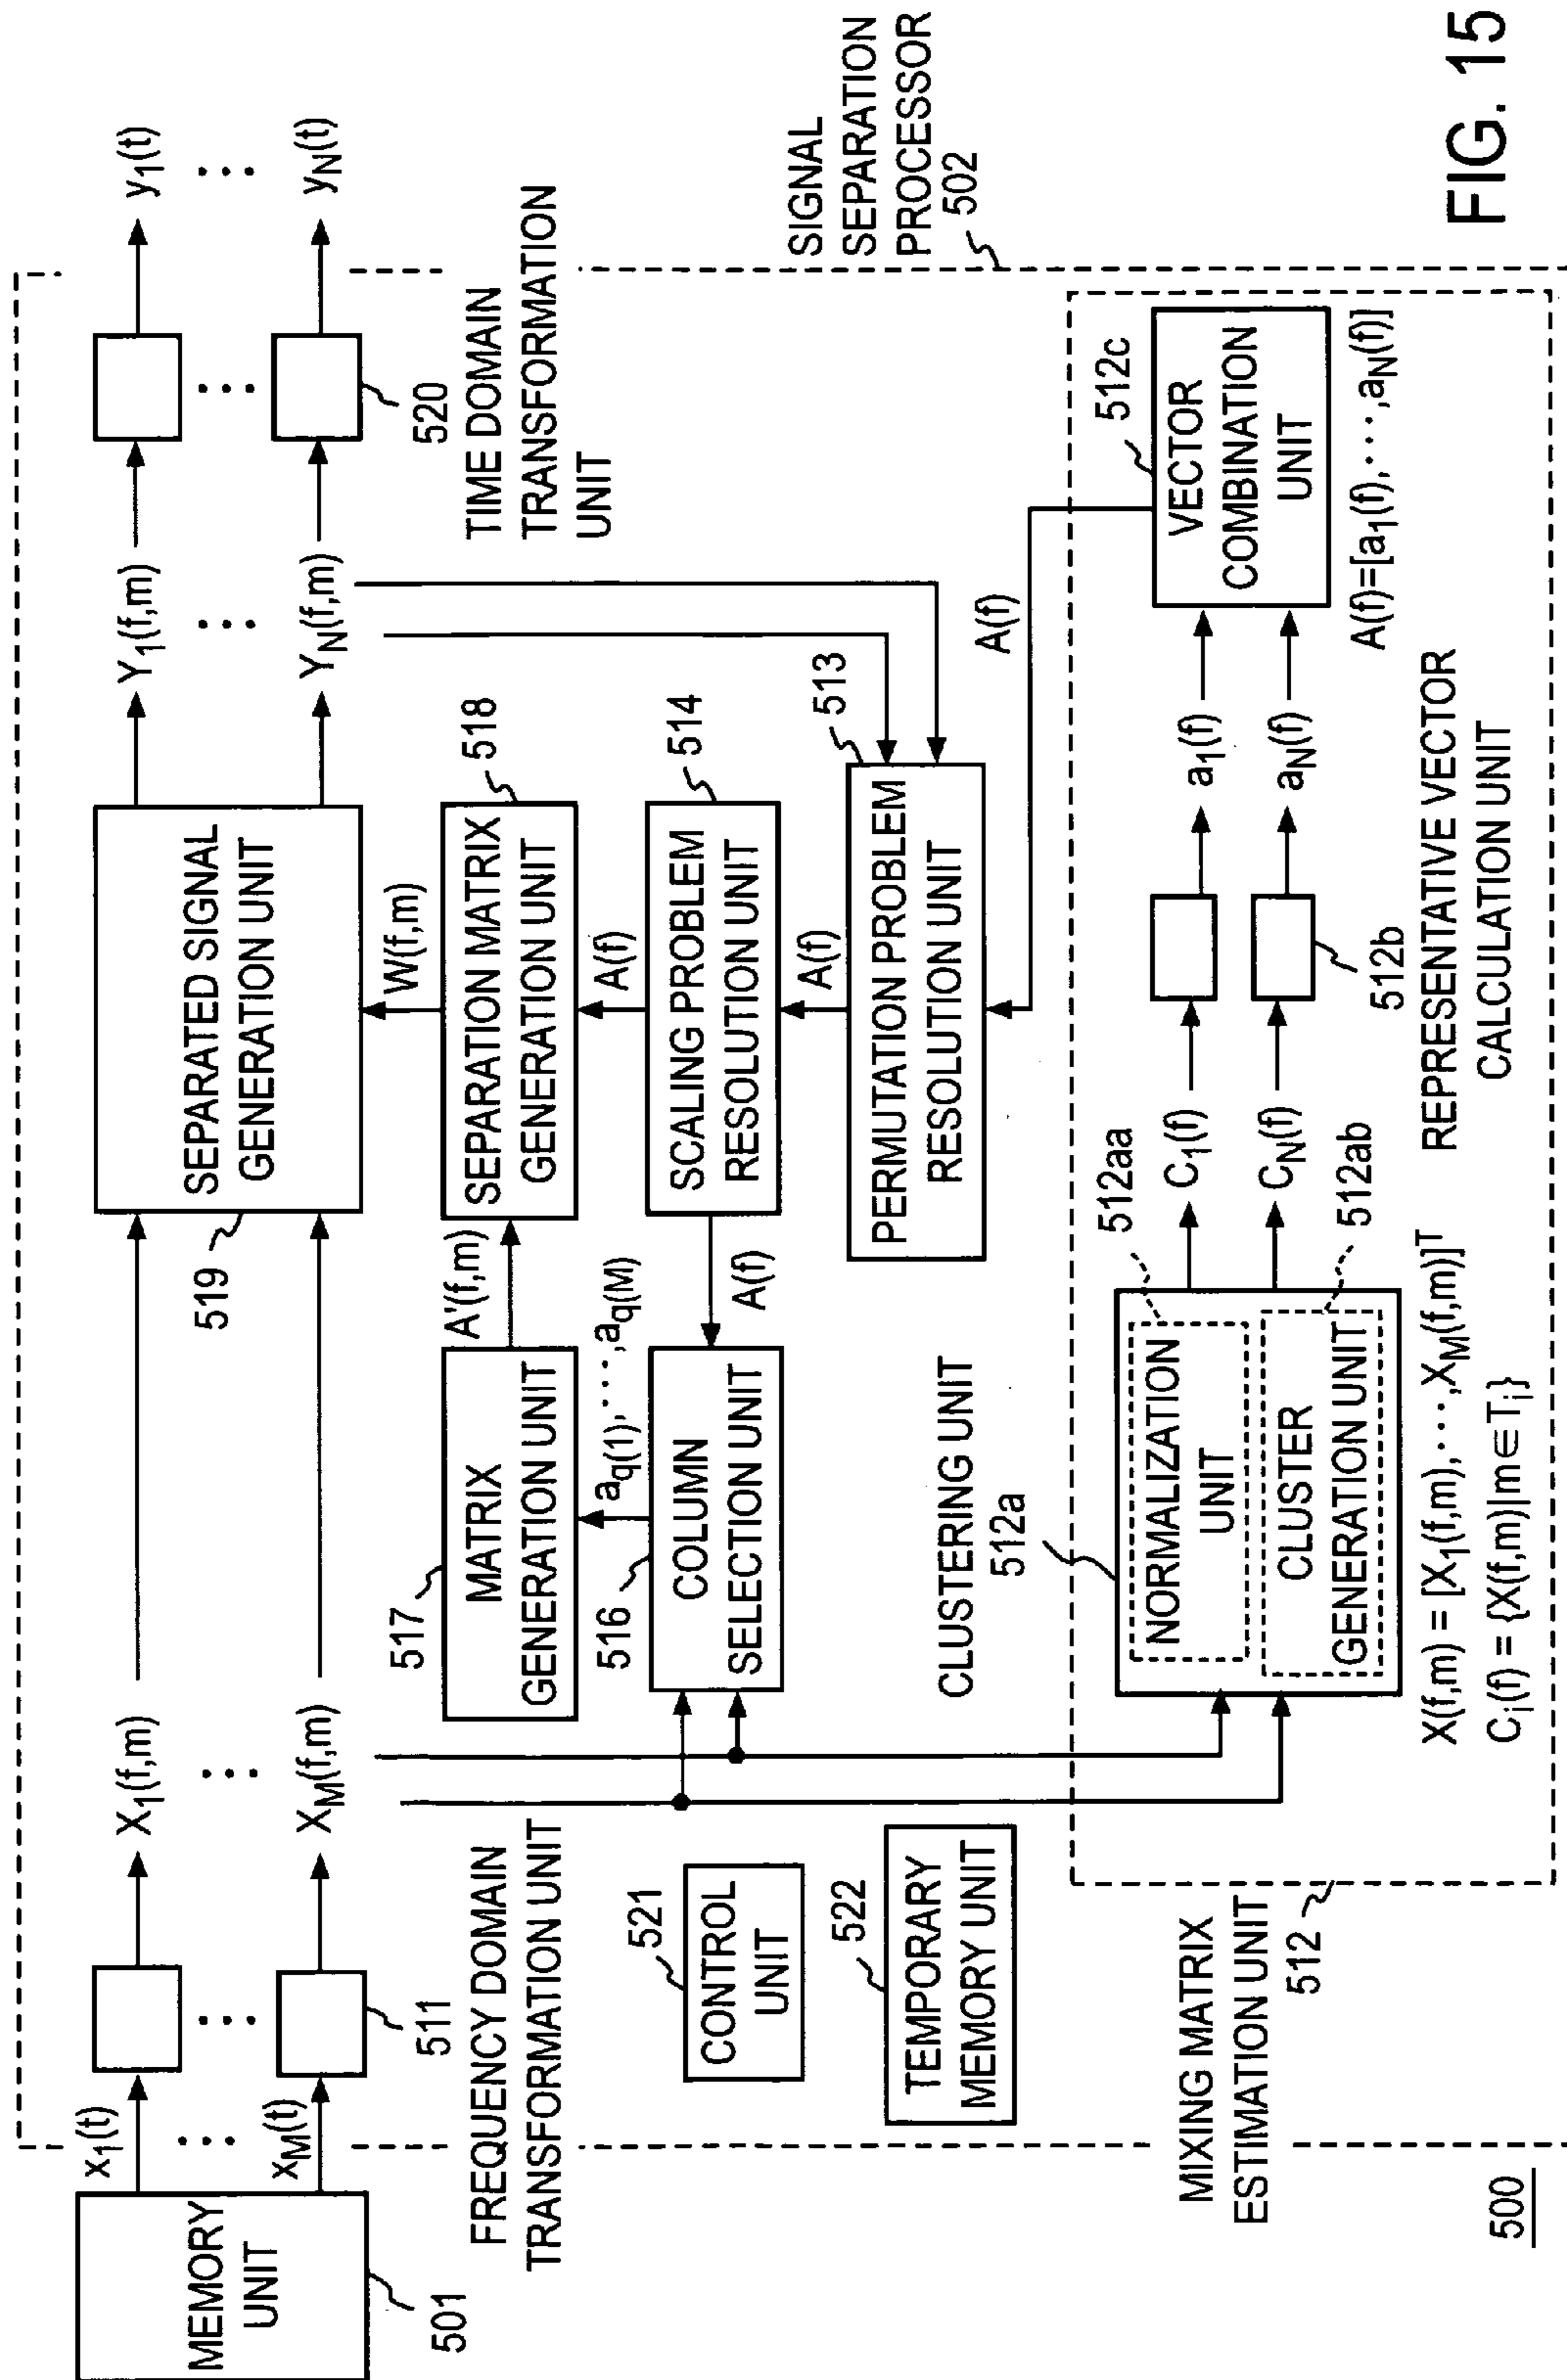 MEMORY
UNIT
501
x1(t)
⋮
xM(t)
FREQUENCY DOMAIN
TRANSFORMATION UNIT
511
X1(f,m)
⋮
XM(f,m)
SEPARATED SIGNAL
GENERATION UNIT
519
Y1(f,m)
⋮
YN(f,m)
520
TIME DOMAIN
TRANSFORMATION
UNIT
y1(t)
⋮
yN(t)
SIGNAL
SEPARATION
PROCESSOR
502
W(f,m)
MATRIX
GENERATION UNIT
517
A'(f,m)
SEPARATION MATRIX
GENERATION UNIT
518
aq(1),⋯,aq(M)
A(f)
COLUMN
SELECTION UNIT
516
A(f)
SCALING PROBLEM
RESOLUTION UNIT
514
A(f)
PERMUTATION PROBLEM
RESOLUTION UNIT
513
A(f)
CONTROL
UNIT
521
TEMPORARY
MEMORY UNIT
522
MIXING MATRIX
ESTIMATION UNIT
512
CLUSTERING UNIT
512a
NORMALIZATION
UNIT
512aa
CLUSTER
GENERATION UNIT
512ab
X(f,m) = [X1(f,m),⋯,XM(f,m)]T
Ci(f) = {X(f,m)|m∈Ti}
C1(f)
CN(f)
512b
REPRESENTATIVE VECTOR
CALCULATION UNIT
a1(f)
aN(f)
VECTOR
COMBINATION
UNIT
512c
A(f)=[a1(f),⋯,aN(f)]
500
FIG. 15